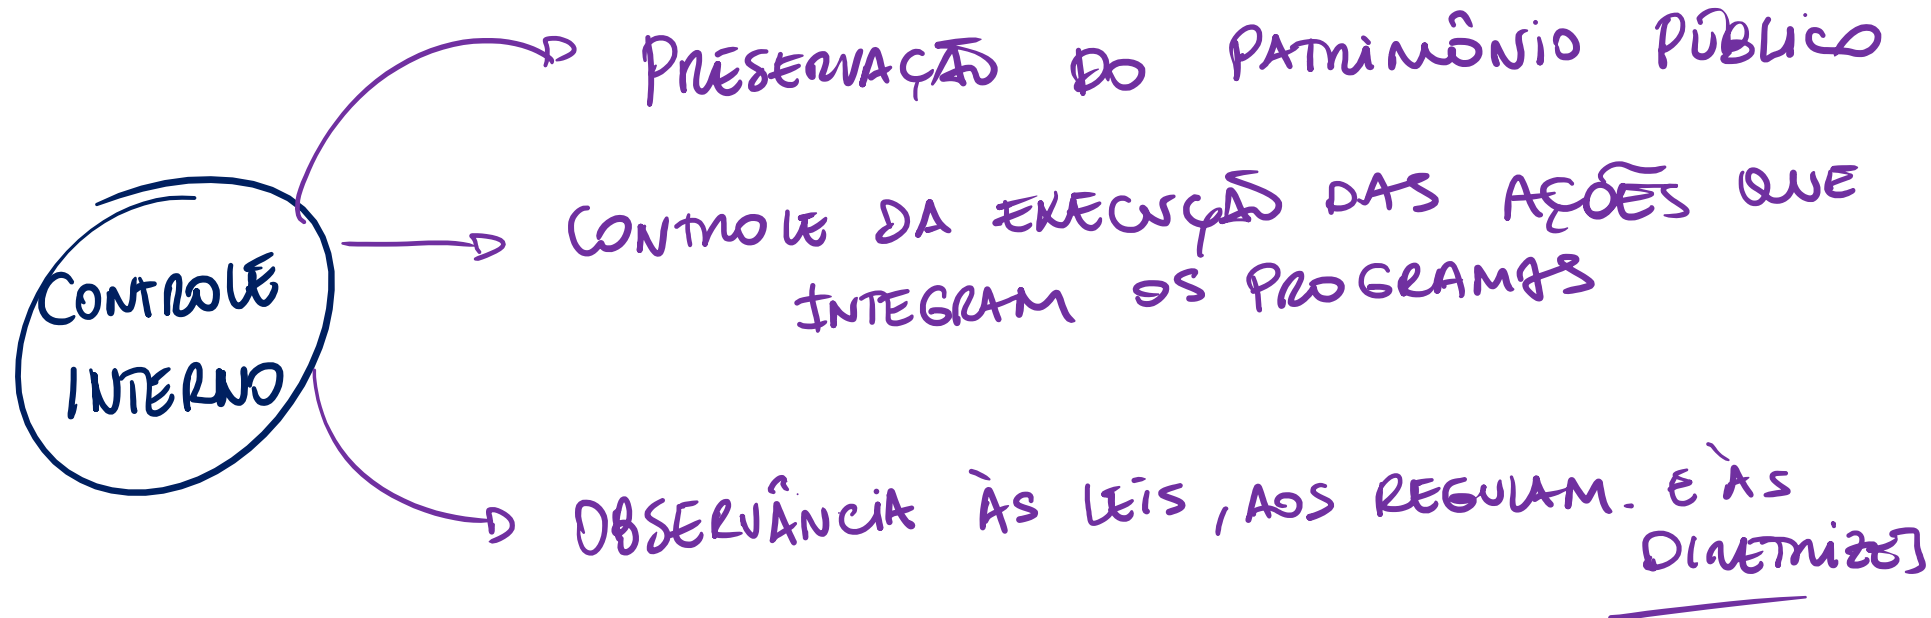 CONTROLE
INTERNO
PRESERVAÇÃO DO PATRIMÔNIO PÚBLICO
CONTROLE DA EXECUÇÃO DAS AÇÕES QUE
INTEGRAM OS PROGRAMAS
OBSERVÂNCIA ÀS LEIS, AOS REGULAM. E ÀS
DIRETRIZES